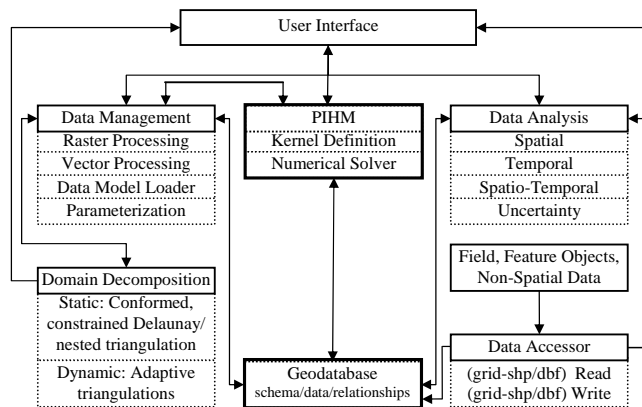 User Interface
Data Management
Raster Processing
Vector Processing
Data Model Loader
Parameterization
PIHM
Kernel Definition
Numerical Solver
Data Analysis
Spatial
Temporal
Spatio-Temporal
Uncertainty
Field, Feature Objects,
Non-Spatial Data
Domain Decomposition
Static: Conformed,
constrained Delaunay/
nested triangulation
Dynamic: Adaptive
triangulations
Geodatabase
schema/data/relationships
Data Accessor
(grid-shp/dbf) Read
(grid-shp/dbf) Write